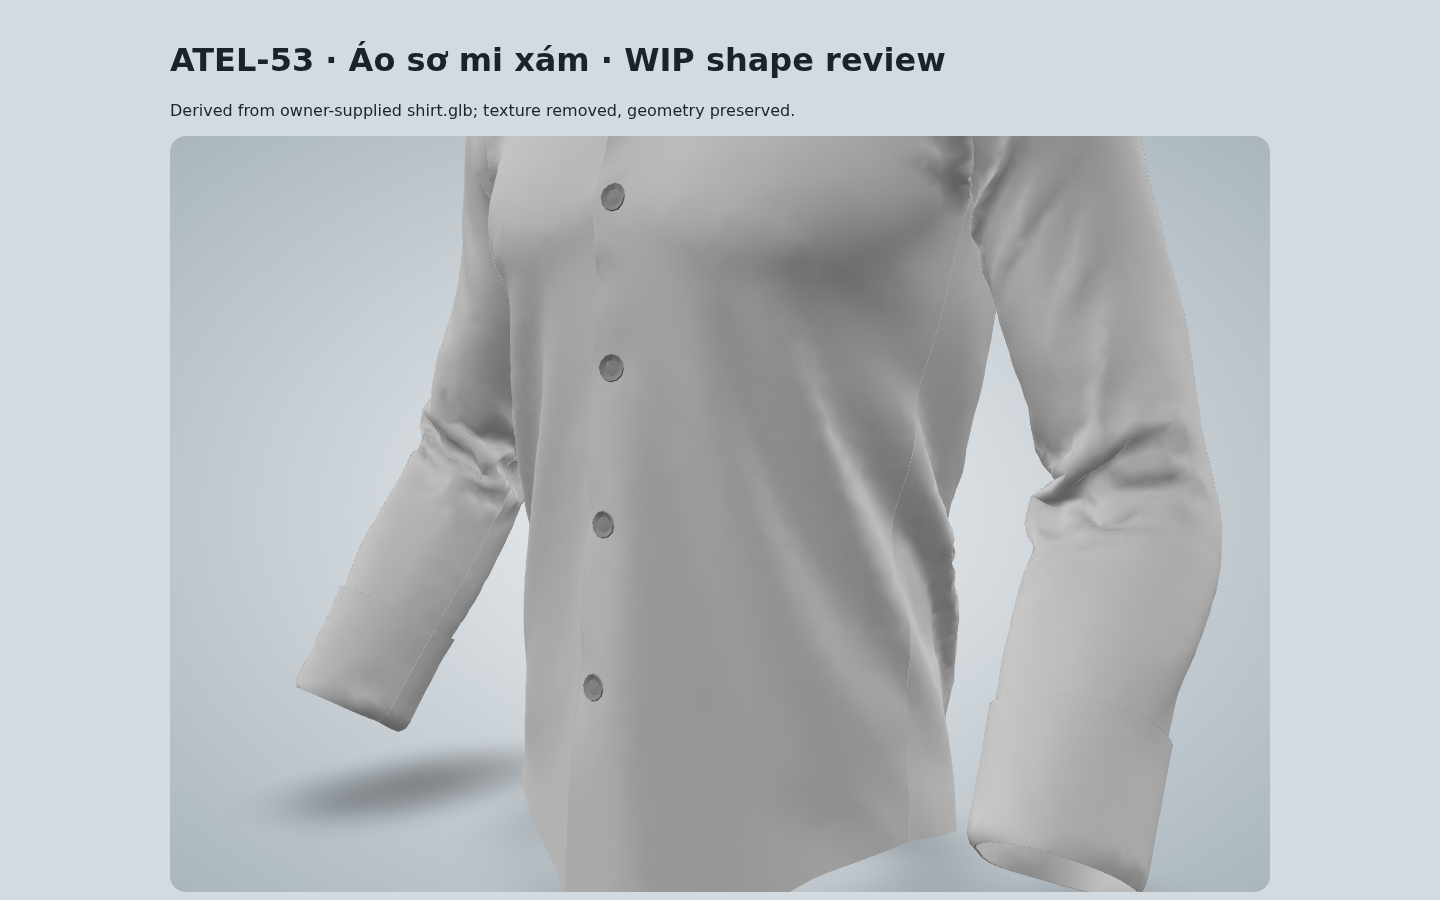 ATEL-53 · Áo sơ mi xám · WIP shape review
Derived from owner-supplied shirt.glb; texture removed, geometry preserved.